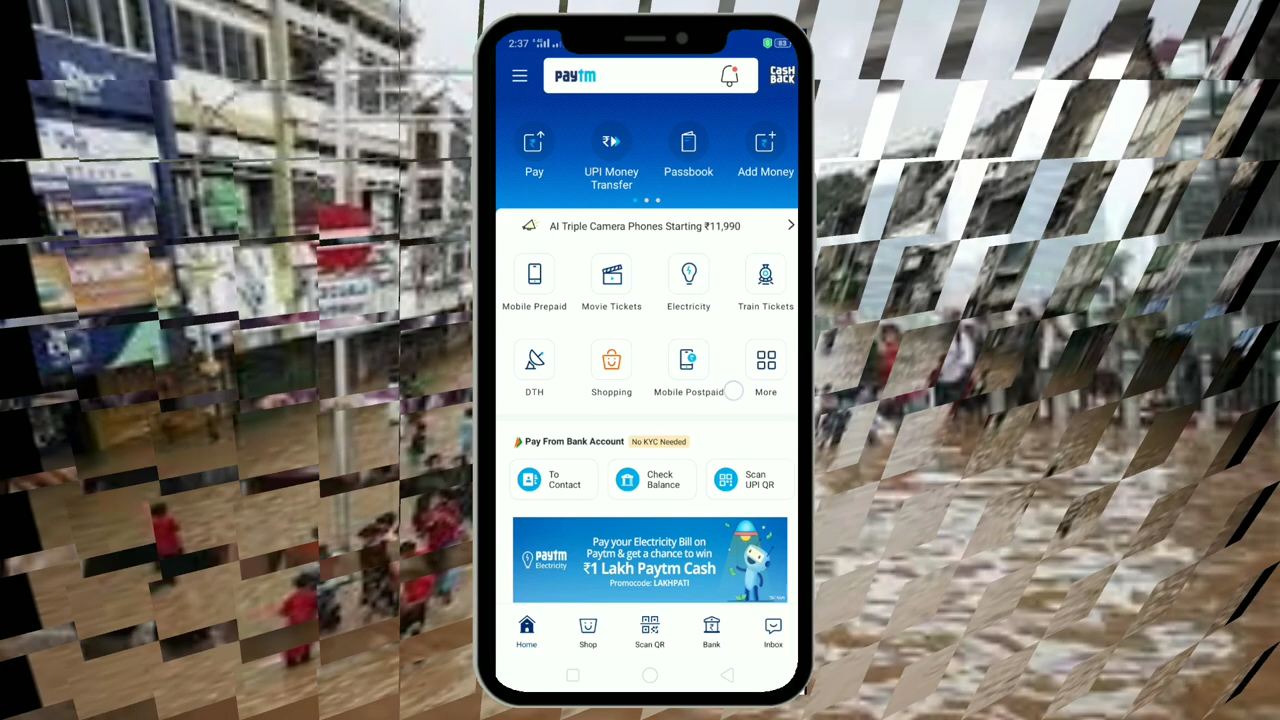 2:37
83
paytm
CASH
BACK
Pay
UPI Money
Transfer
Passbook
Add Money
AI Triple Camera Phones Starting ₹11,990
Mobile Prepaid
Movie Tickets
Electricity
Train Tickets
DTH
Shopping
Mobile Postpaid
More
Pay From Bank Account
No KYC Needed
To
Contact
Check
Balance
Scan
UPI QR
paytm
Electricity
Pay your Electricity Bill on
Paytm & get a chance to win
₹1 Lakh Paytm Cash
Promocode: LAKHPATI
Home
Shop
Scan QR
Bank
Inbox